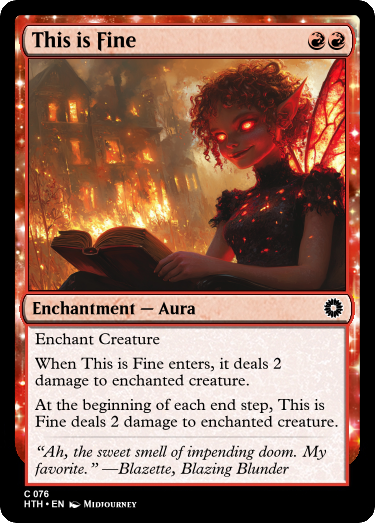 This is Fine
Enchantment — Aura
Enchant Creature
When This is Fine enters, it deals 2
damage to enchanted creature.
At the beginning of each end step, This is
Fine deals 2 damage to enchanted creature.
“Ah, the sweet smell of impending doom. My
favorite.” —Blazette, Blazing Blunder
C 076
HTH • EN Midjourney